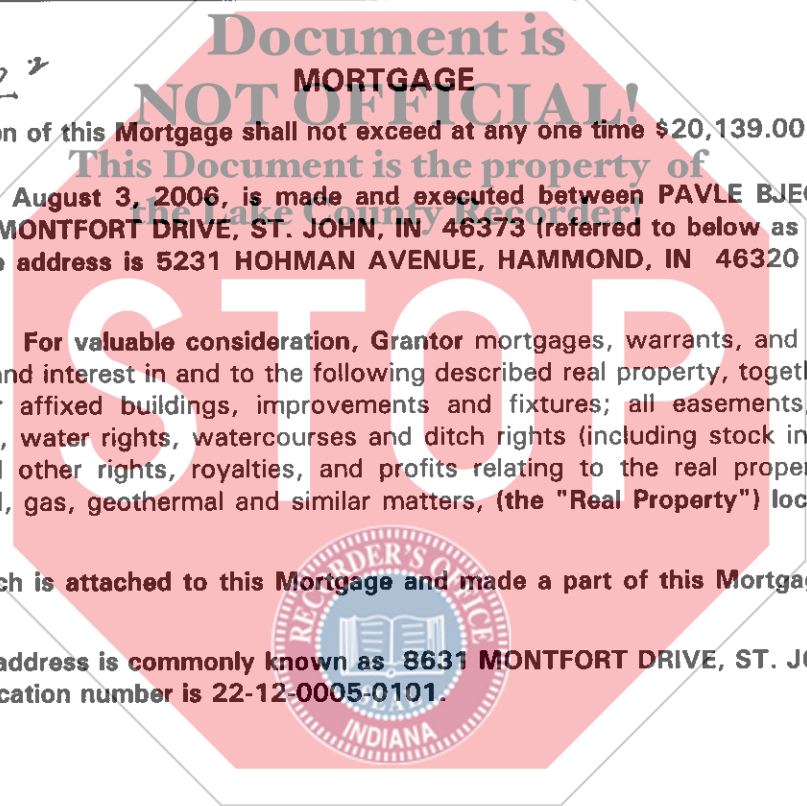 Document is
MORTGAGE
NOT OFFICIAL!
on of this Mortgage shall not exceed at any one time $20,139.00
This Document is the property of
August 3, 2006, is made and executed between PAVLE BJE
the Lake County Recorder!
MONTFORT DRIVE, ST. JOHN, IN 46373 (referred to below as
address is 5231 HOHMAN AVENUE, HAMMOND, IN 46320
STOP
For valuable consideration, Grantor mortgages, warrants, and
and interest in and to the following described real property, togeth
affixed buildings, improvements and fixtures; all easements,
, water rights, watercourses and ditch rights (including stock in
other rights, royalties, and profits relating to the real proper
, gas, geothermal and similar matters, (the "Real Property") loc
ch is attached to this Mortgage and made a part of this Mortga
RECORDER'S OFFICE
address is commonly known as 8631 MONTFORT DRIVE, ST. JO
cation number is 22-12-0005-0101.
SEAL
INDIANA